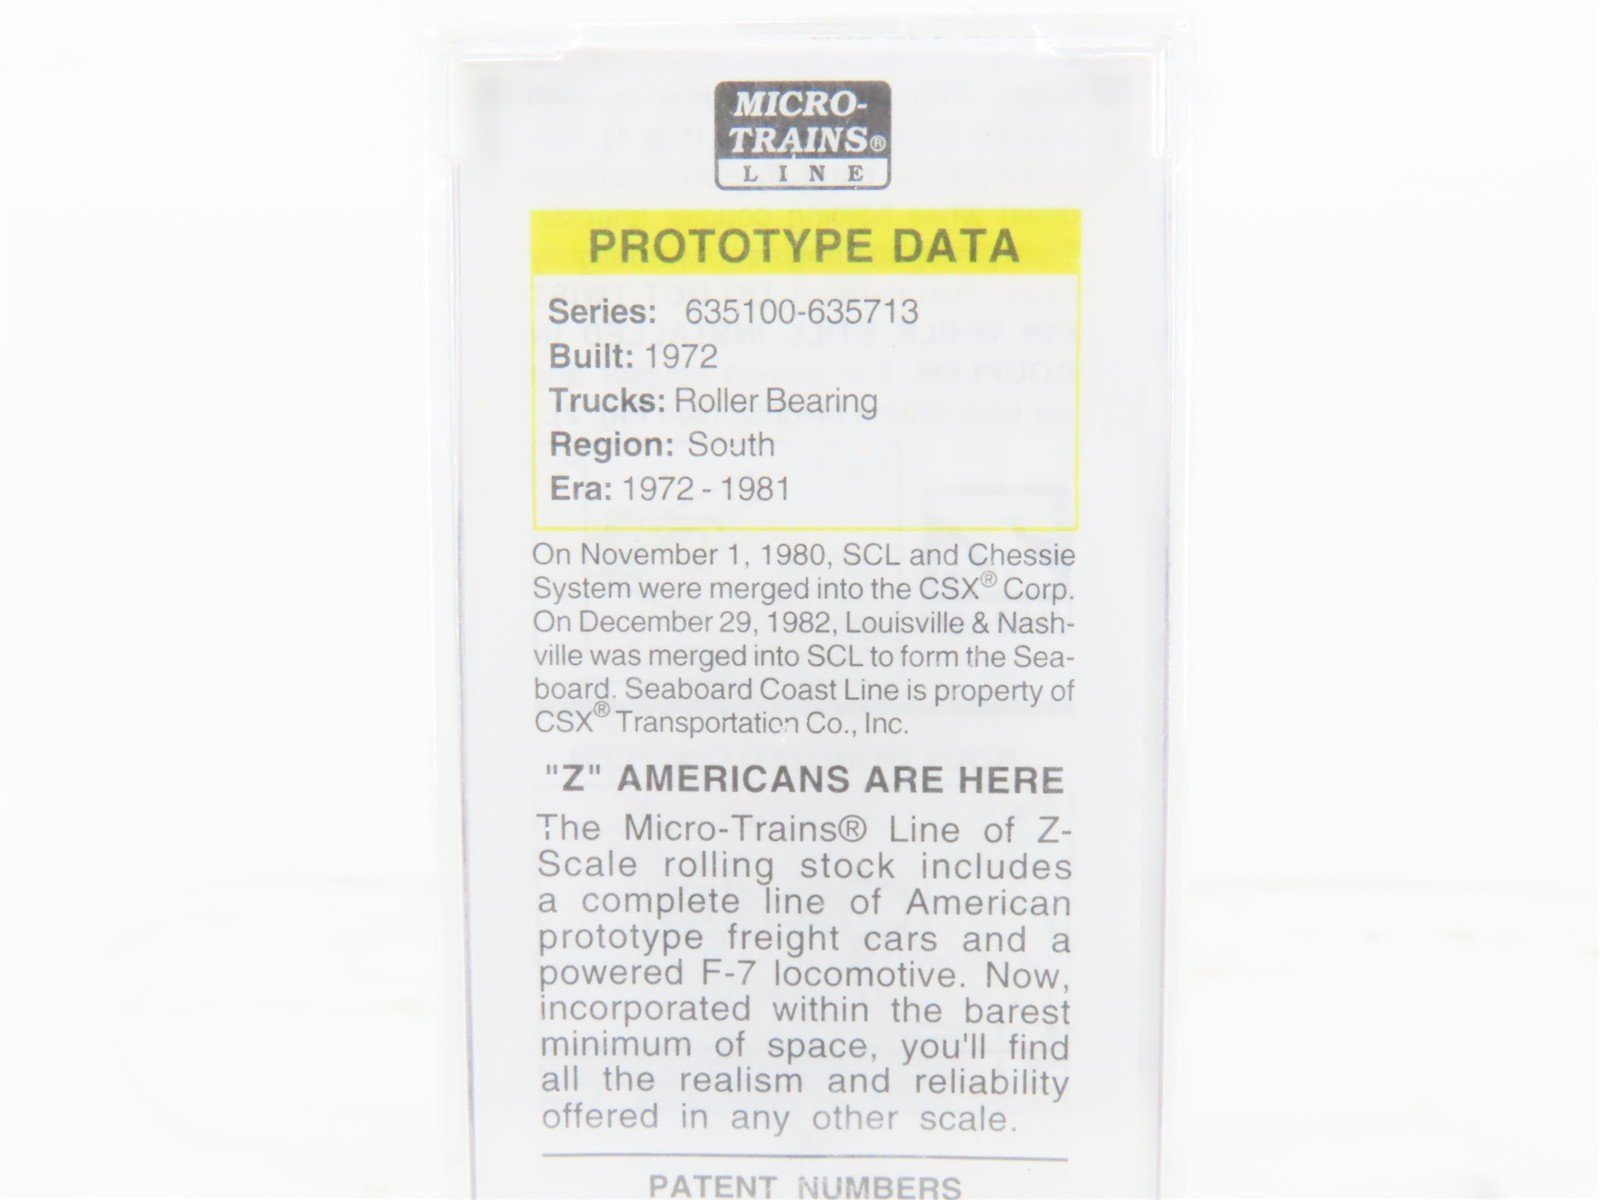 MICRO-
TRAINS®
LINE
PROTOTYPE DATA
Series: 635100-635713
Built: 1972
Trucks: Roller Bearing
Region: South
Era: 1972 - 1981
On November 1, 1980, SCL and Chessie
System were merged into the CSX® Corp.
On December 29, 1982, Louisville & Nash-
ville was merged into SCL to form the Sea-
board. Seaboard Coast Line is property of
CSX® Transportation Co., Inc.
"Z" AMERICANS ARE HERE
The Micro-Trains® Line of Z-
Scale rolling stock includes
a complete line of American
prototype freight cars and a
powered F-7 locomotive. Now,
incorporated within the barest
minimum of space, you'll find
all the realism and reliability
offered in any other scale.
PATENT NUMBERS